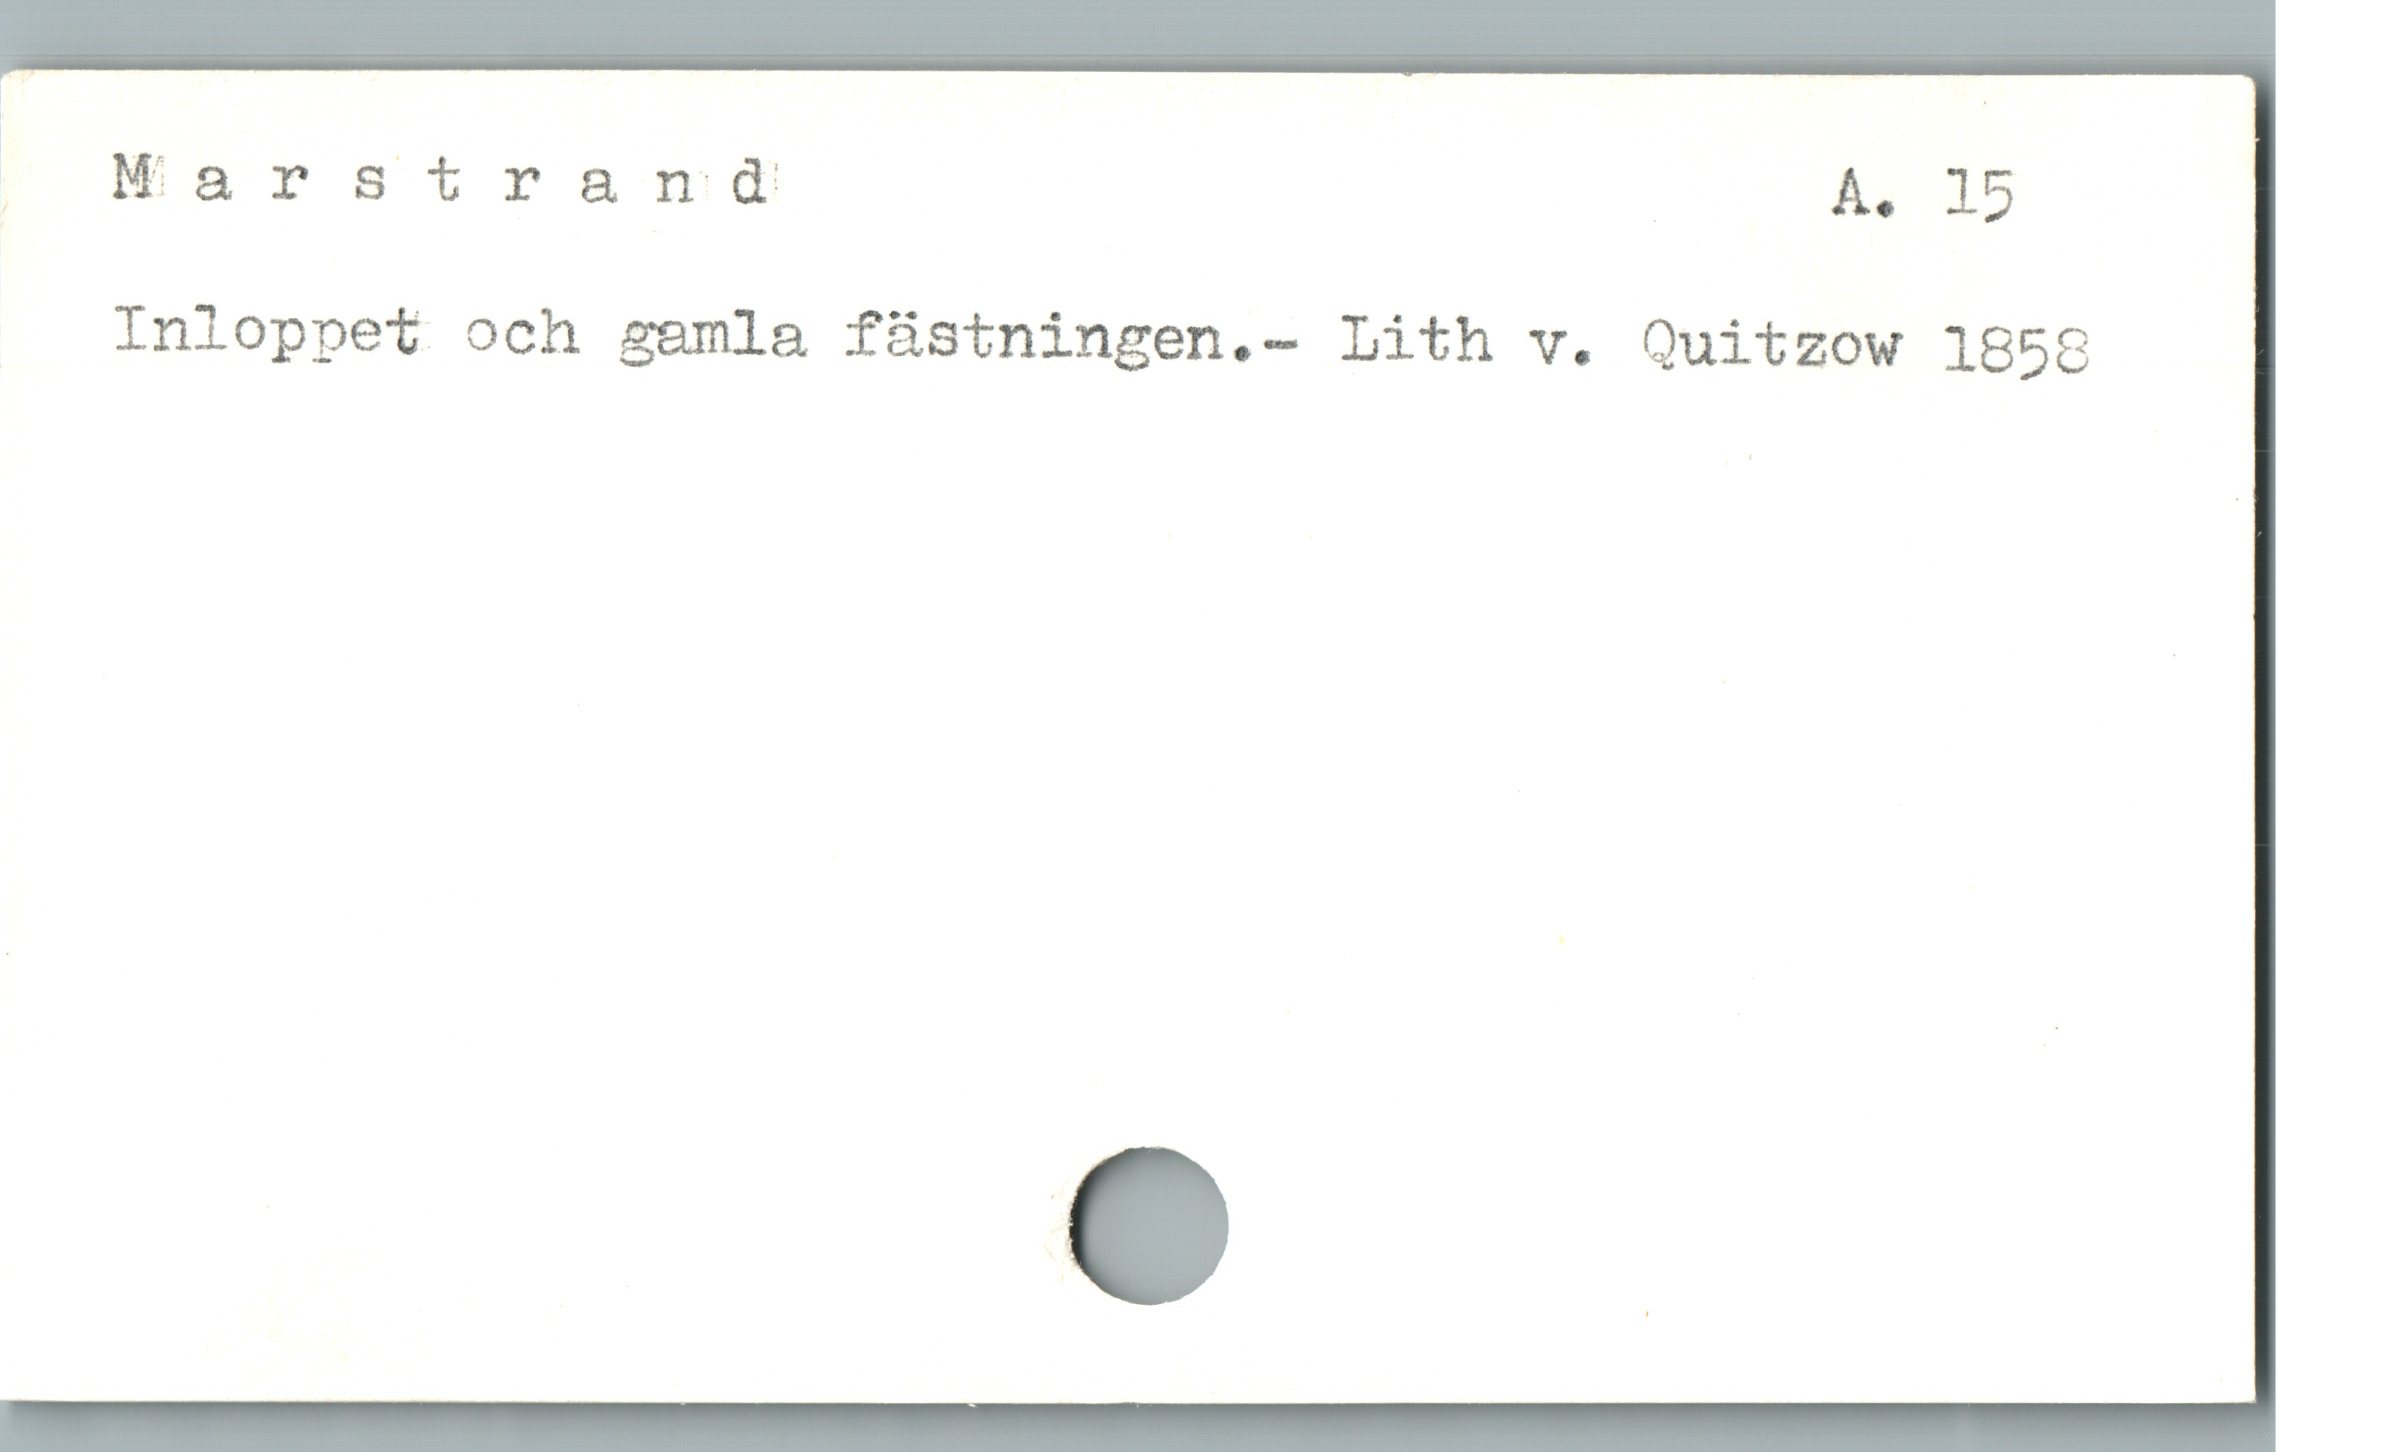 M a r s t r a n d A. 15
Inloppet och gamla fästningen.- Lith v. Quitzow 1858